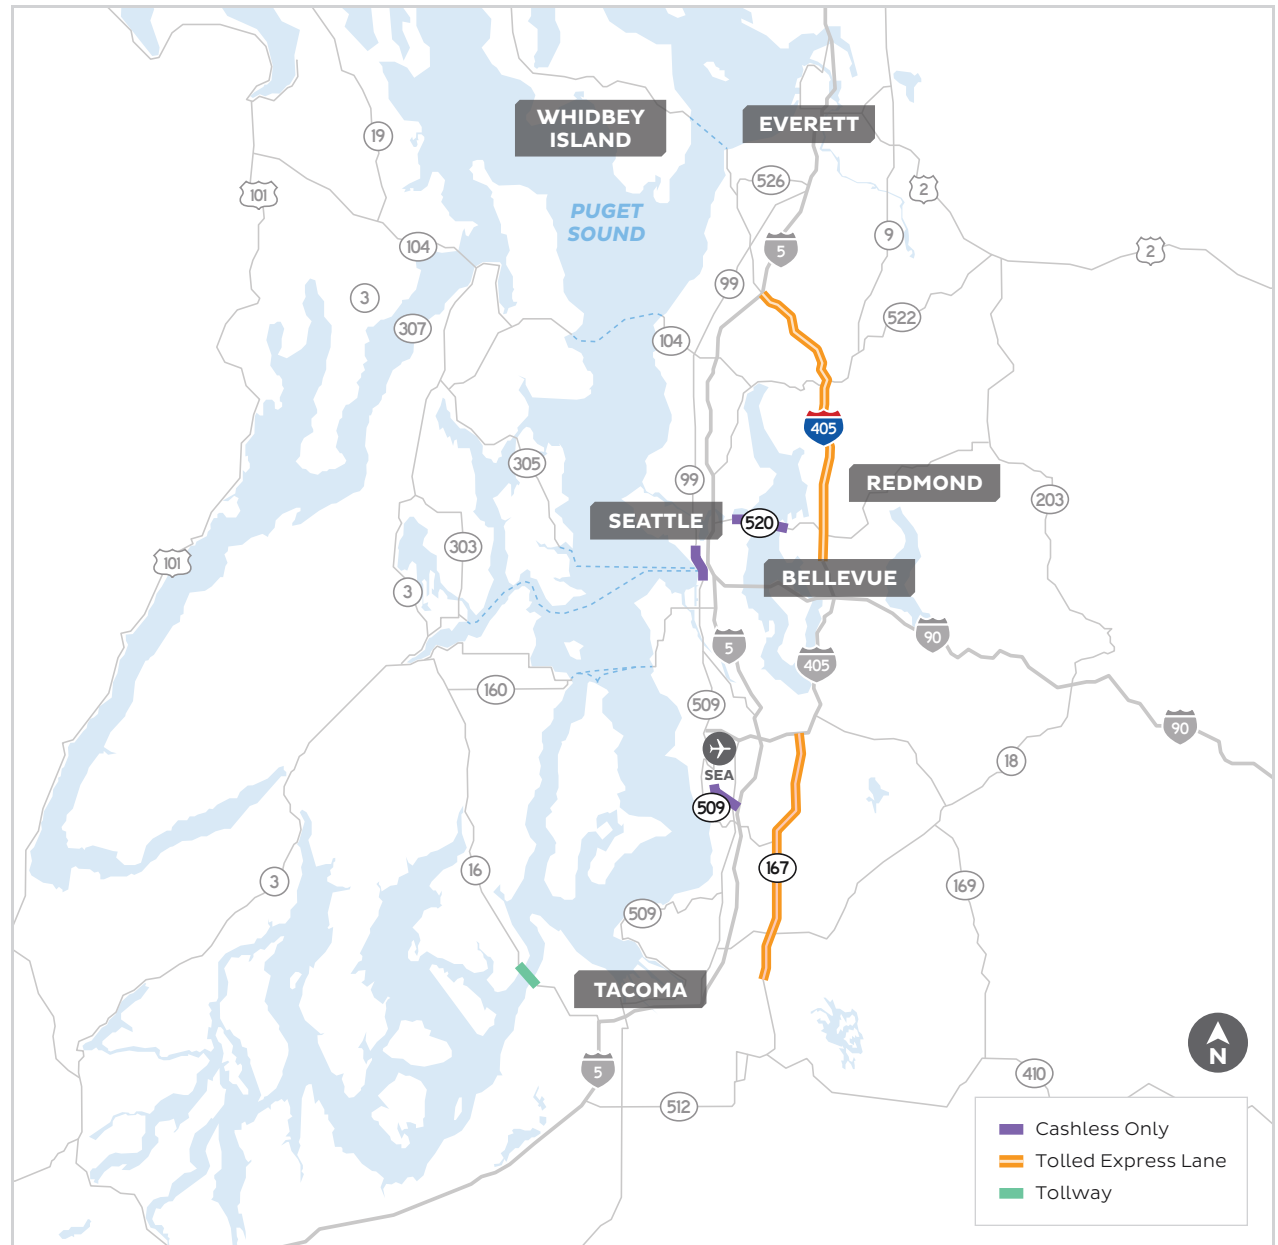 WHIDBEY
ISLAND
EVERETT
19
526
101
2
PUGET
SOUND
9
104
5
2
99
3
522
307
104
405
305
99
REDMOND
203
SEATTLE
520
303
101
BELLEVUE
3
90
5
405
160
509
90
SEA
18
509
167
16
3
169
509
TACOMA
N
5
410
512
Cashless Only
Tolled Express Lane
Tollway